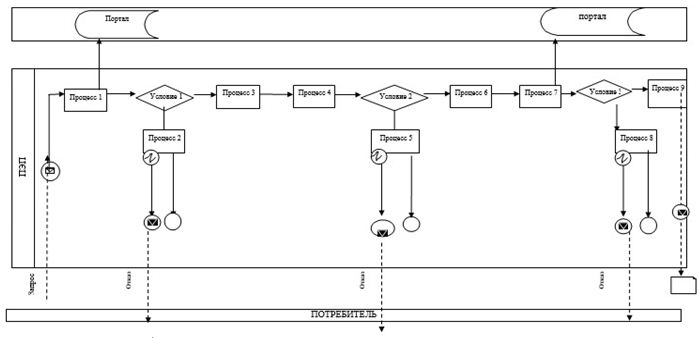 Портал
портал
Процесс 1
Условие 1
Процесс 3
Процесс 4
Условие 2
Процесс 6
Процесс 7
Условие
Процесс 9
Процесс 2
Процесс 5
Процесс 8
ПЭП
Запрос
Отказ
Отказ
Отказ
ПОТРЕБИТЕЛЬ